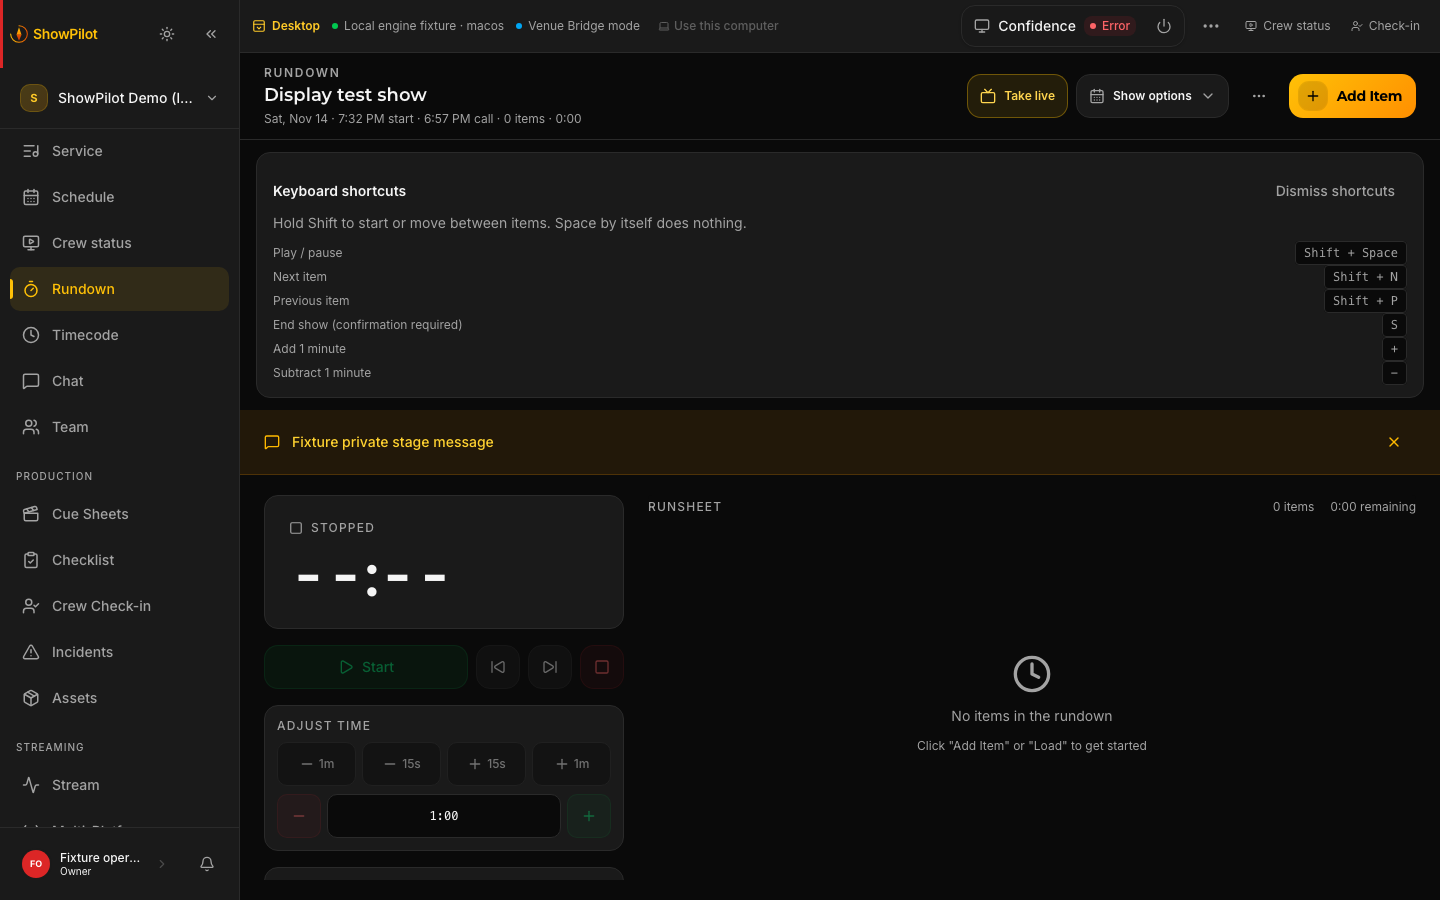 ShowPilot
Desktop
Local engine fixture · macos
Venue Bridge mode
Use this computer
Confidence
Error
Crew status
Check-in
S
ShowPilot Demo (l...
RUNDOWN
Display test show
Sat, Nov 14 · 7:32 PM start · 6:57 PM call · 0 items · 0:00
Take live
Show options
Add Item
Service
Schedule
Crew status
Rundown
Timecode
Chat
Team
PRODUCTION
Cue Sheets
Checklist
Crew Check-in
Incidents
Assets
STREAMING
Stream
FO
Fixture oper...
Owner
Keyboard shortcuts
Dismiss shortcuts
Hold Shift to start or move between items. Space by itself does nothing.
Play / pause
Shift + Space
Next item
Shift + N
Previous item
Shift + P
End show (confirmation required)
S
Add 1 minute
+
Subtract 1 minute
−
Fixture private stage message
STOPPED
--:--
Start
ADJUST TIME
− 1m
− 15s
+ 15s
+ 1m
1:00
RUNSHEET
0 items
0:00 remaining
No items in the rundown
Click "Add Item" or "Load" to get started